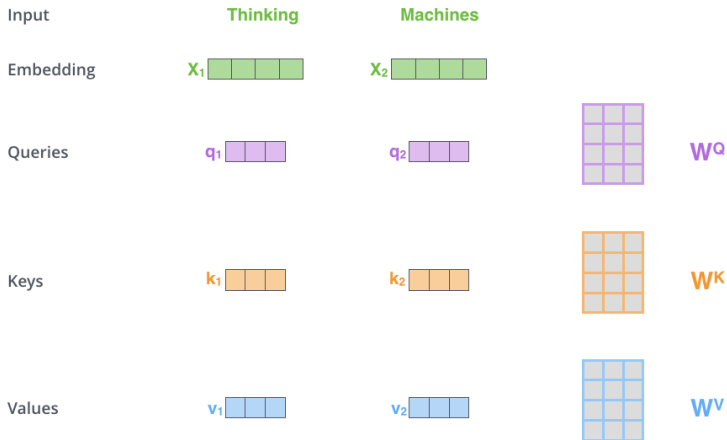 Input Thinking Machines
Embedding X1 X2
Queries q1 q2 WQ
Keys k1 k2 WK
Values v1 v2 WV